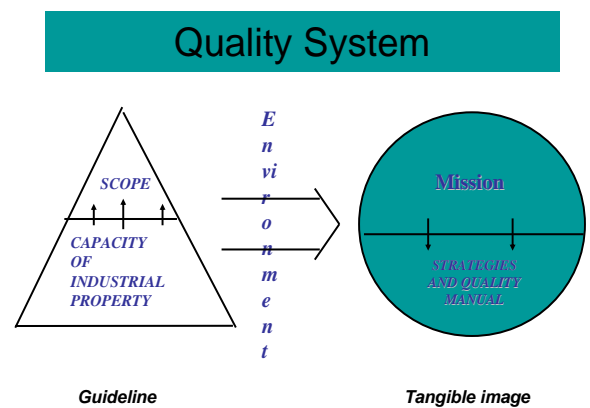 Quality System
SCOPE
CAPACITY
OF
INDUSTRIAL
PROPERTY
E
n
vi
r
o
n
m
e
n
t
Mission
STRATEGIES
AND QUALITY
MANUAL
Guideline
Tangible image